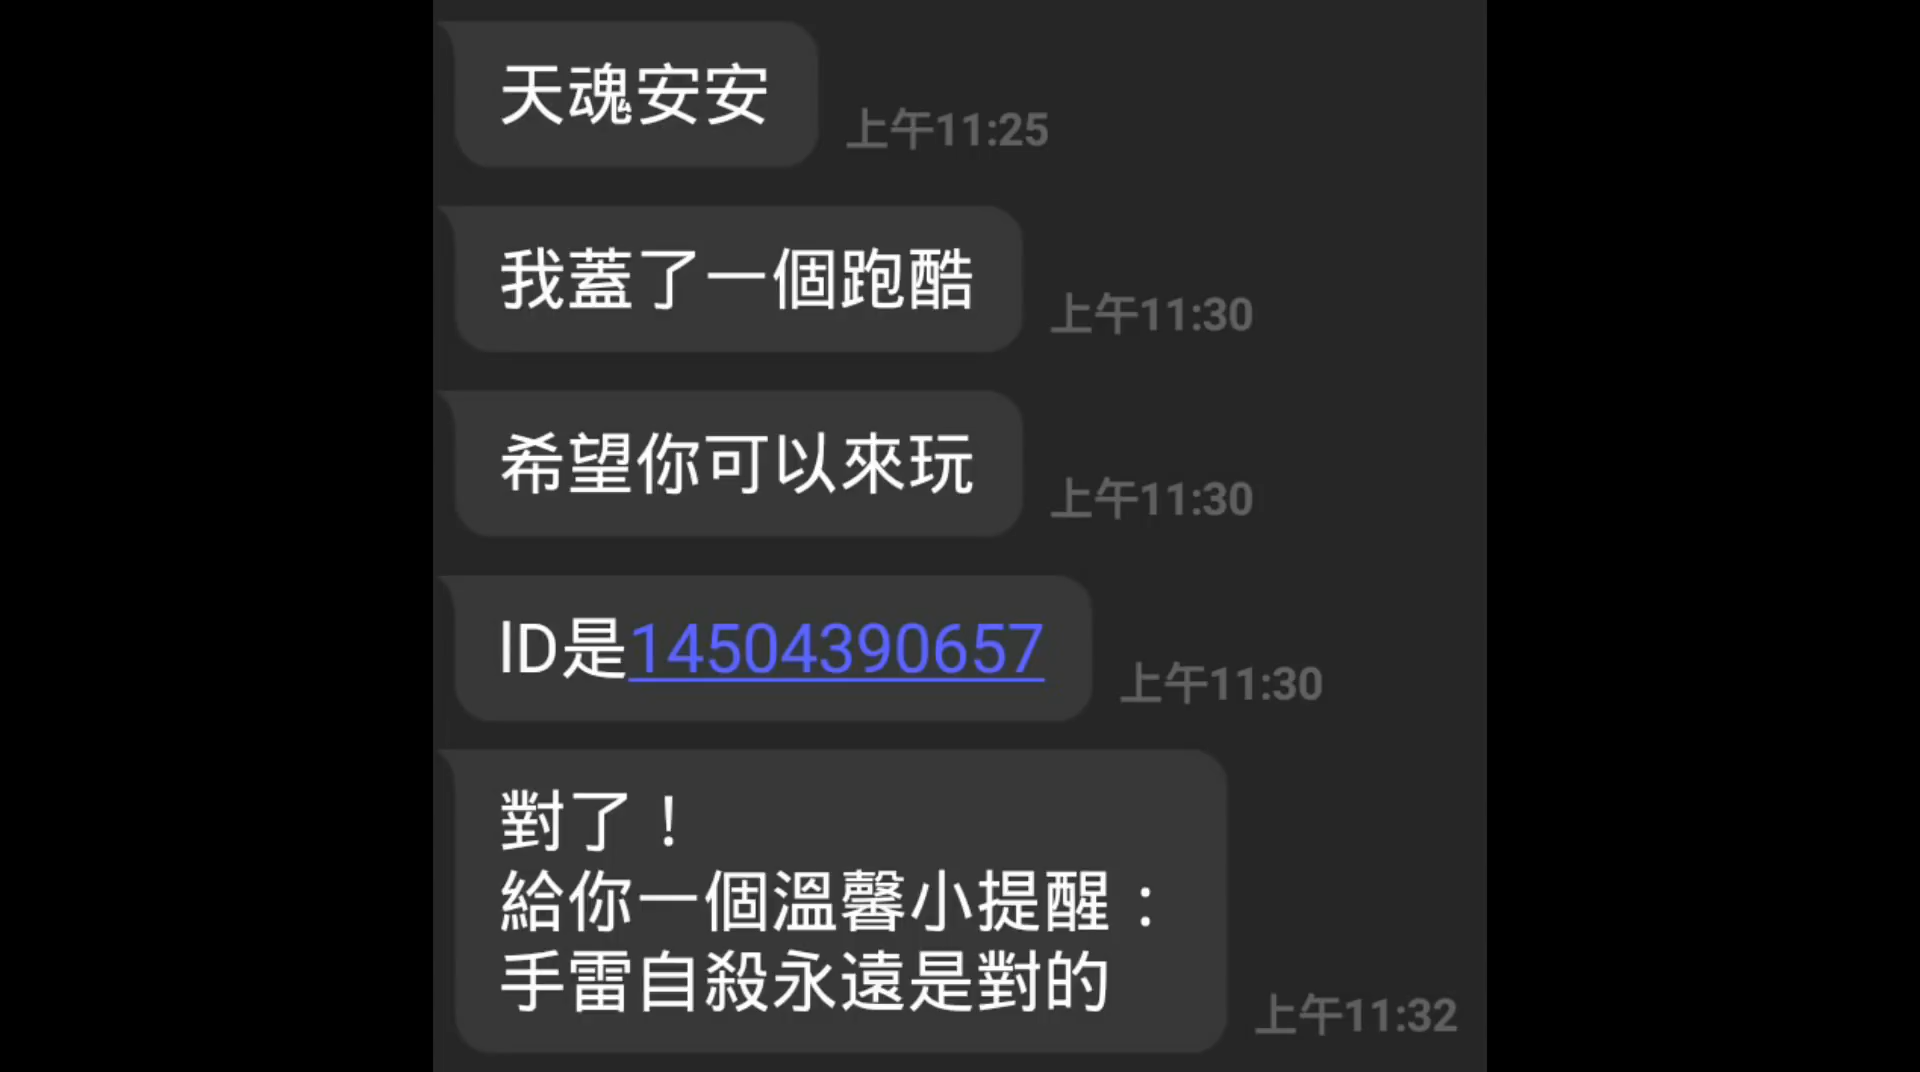 天魂安安
上午11:25
我蓋了一個跑酷
上午11:30
希望你可以來玩
上午11:30
ID是14504390657
上午11:30
對了！
給你一個溫馨小提醒：
手雷自殺永遠是對的
上午11:32